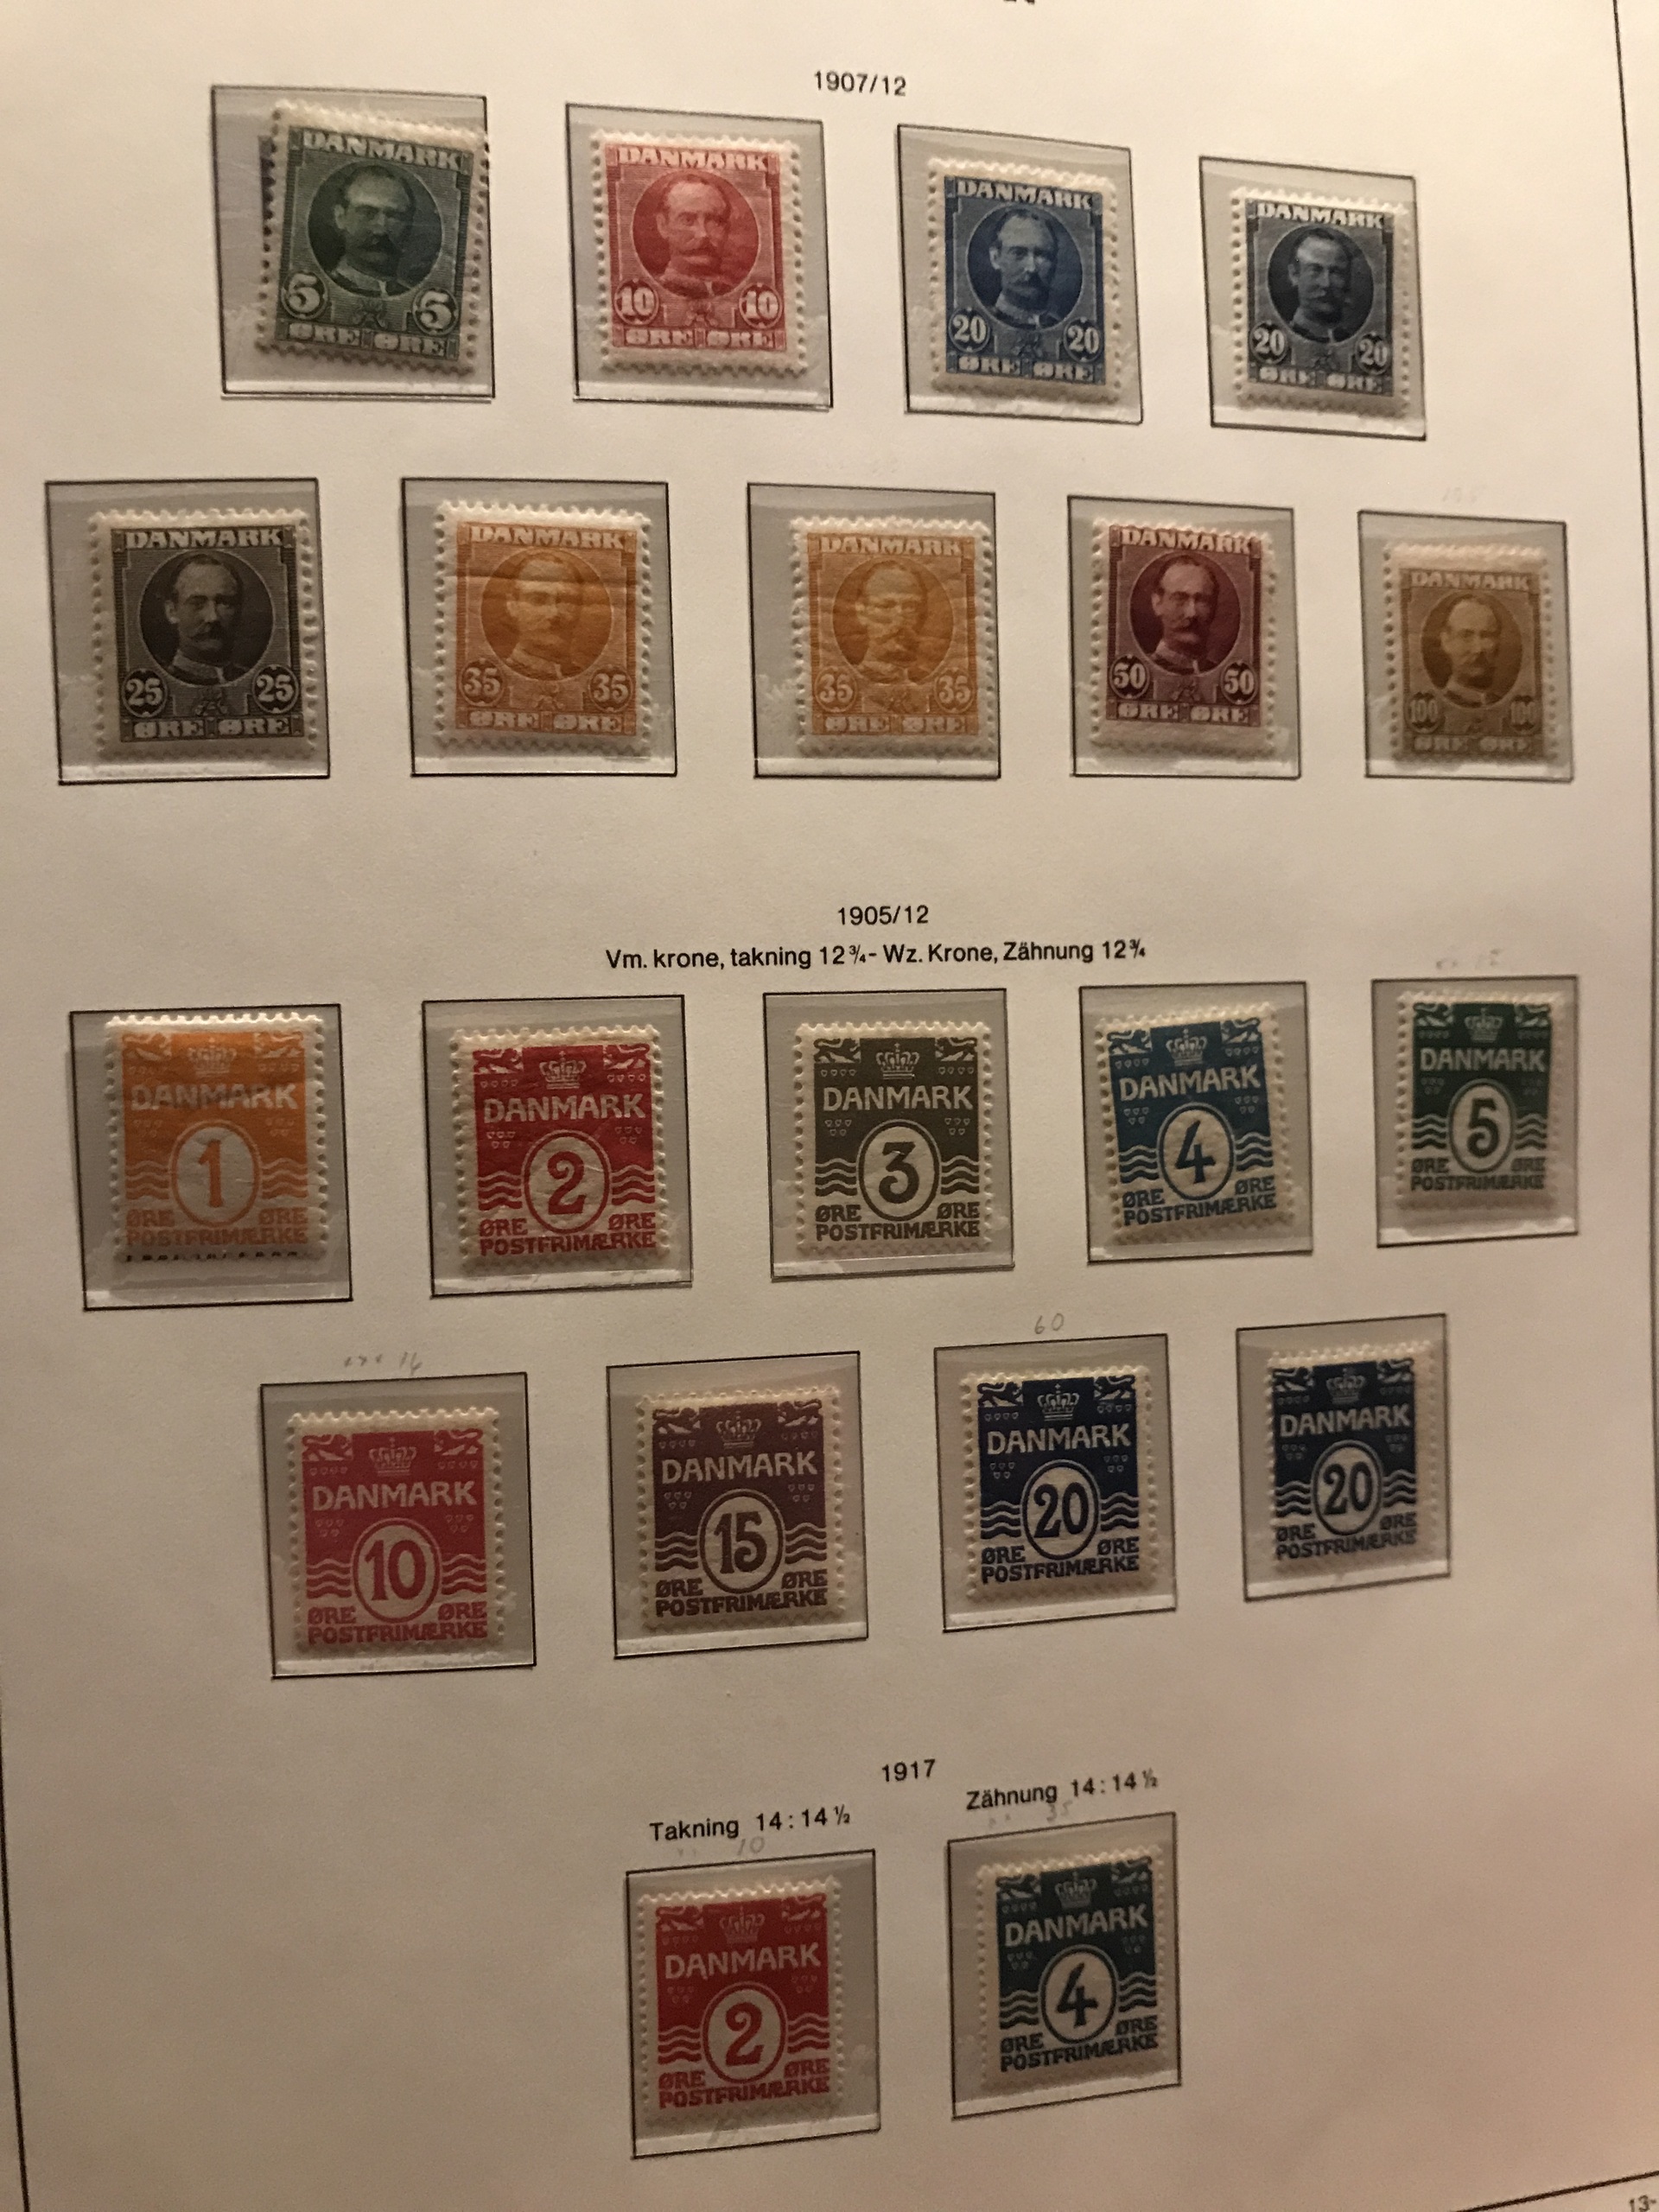 1907/12
DANMARK 5 5 ØRE ØRE
DANMARK 10 10 ØRE ØRE
DANMARK 20 20 ØRE ØRE
DANMARK 20 20 ØRE ØRE
DANMARK 25 25 ØRE ØRE
DANMARK 35 35 ØRE ØRE
DANMARK 35 35 ØRE ØRE
DANMARK 50 50 ØRE ØRE
DANMARK 100 100 ØRE ØRE
1905/12
Vm. krone, takning 12¾ - Wz. Krone, Zähnung 12¾
DANMARK
1
ØRE ØRE
POSTFRIMÆRKE
DANMARK
2
ØRE ØRE
POSTFRIMÆRKE
DANMARK
3
ØRE ØRE
POSTFRIMÆRKE
DANMARK
4
ØRE ØRE
POSTFRIMÆRKE
DANMARK
5
ØRE ØRE
POSTFRIMÆRKE
60
DANMARK
10
ØRE ØRE
POSTFRIMÆRKE
DANMARK
15
ØRE ØRE
POSTFRIMÆRKE
DANMARK
20
ØRE ØRE
POSTFRIMÆRKE
DANMARK
20
ØRE ØRE
POSTFRIMÆRKE
1917
Takning 14:14½
Zähnung 14:14½
10
35
DANMARK
2
ØRE ØRE
POSTFRIMÆRKE
DANMARK
4
ØRE ØRE
POSTFRIMÆRKE